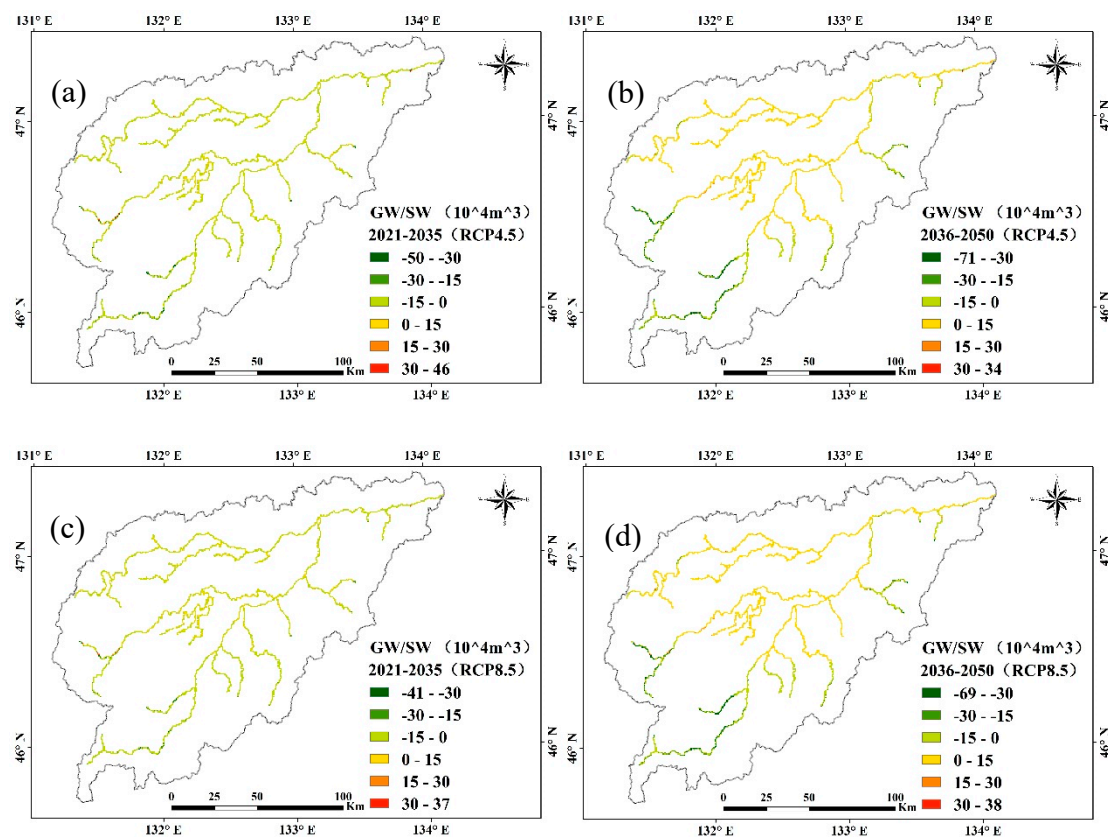 131° E 132° E 133° E 134° E
(a)
47° N
46° N
GW/SW （10^4m^3）
2021-2035（RCP4.5）
-50 - -30
-30 - -15
-15 - 0
0 - 15
15 - 30
30 - 46
0 25 50 100
Km
132° E 133° E 134° E
131° E 132° E 133° E 134° E
(b)
47° N
46° N
GW/SW （10^4m^3）
2036-2050（RCP4.5）
-71 - -30
-30 - -15
-15 - 0
0 - 15
15 - 30
30 - 34
0 25 50 100
Km
132° E 133° E 134° E
131° E 132° E 133° E 134° E
(c)
47° N
46° N
GW/SW （10^4m^3）
2021-2035（RCP8.5）
-41 - -30
-30 - -15
-15 - 0
0 - 15
15 - 30
30 - 37
0 25 50 100
Km
132° E 133° E 134° E
131° E 132° E 133° E 134° E
(d)
47° N
46° N
GW/SW （10^4m^3）
2036-2050（RCP8.5）
-69 - -30
-30 - -15
-15 - 0
0 - 15
15 - 30
30 - 38
0 25 50 100
Km
132° E 133° E 134° E